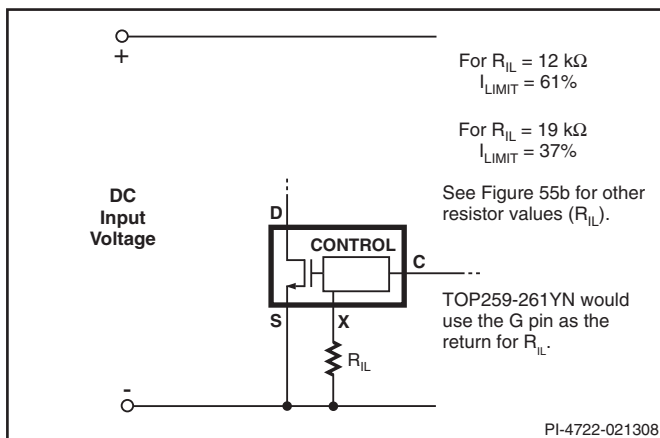 +
For R_IL = 12 kΩ
I_LIMIT = 61%
For R_IL = 19 kΩ
I_LIMIT = 37%
See Figure 55b for other
resistor values (R_IL).
DC
Input
Voltage
D
CONTROL
C
S
X
TOP259-261YN would
use the G pin as the
return for R_IL.
R_IL
-
PI-4722-021308